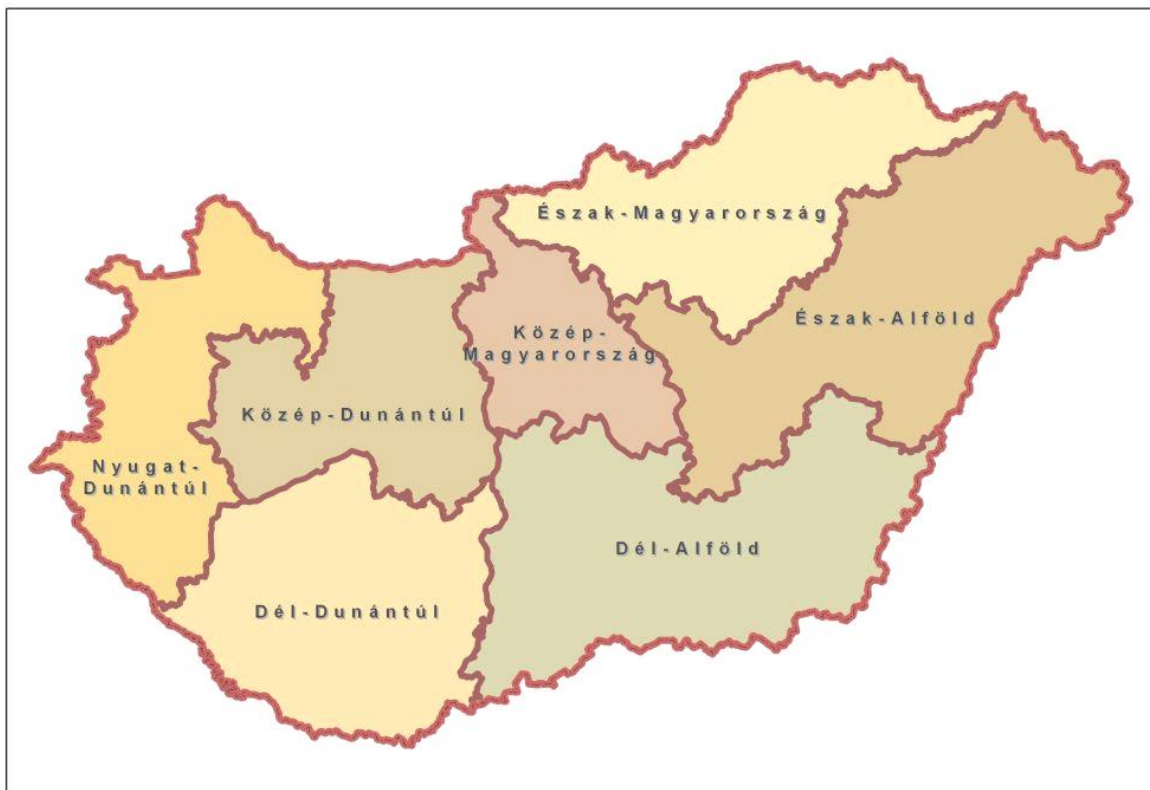 Észak-Magyarország
Észak-Alföld
Közép-
Magyarország
Közép-Dunántúl
Nyugat-
Dunántúl
Dél-Alföld
Dél-Dunántúl